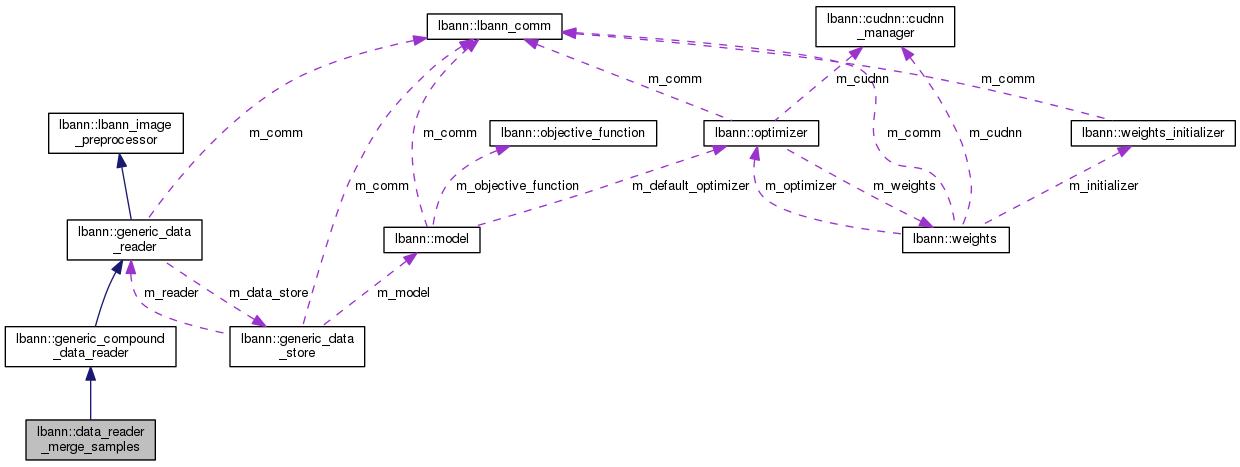 lbann::lbann_comm
lbann::cudnn::cudnn
_manager
m_comm
m_cudnn
m_comm
lbann::lbann_image
_preprocessor
m_comm
m_comm
lbann::objective_function
lbann::optimizer
m_comm
m_cudnn
lbann::weights_initializer
m_comm
m_objective_function
m_default_optimizer
m_optimizer
m_weights
m_initializer
lbann::generic_data
_reader
lbann::model
lbann::weights
m_reader
m_data_store
m_model
lbann::generic_compound
_data_reader
lbann::generic_data
_store
lbann::data_reader
_merge_samples